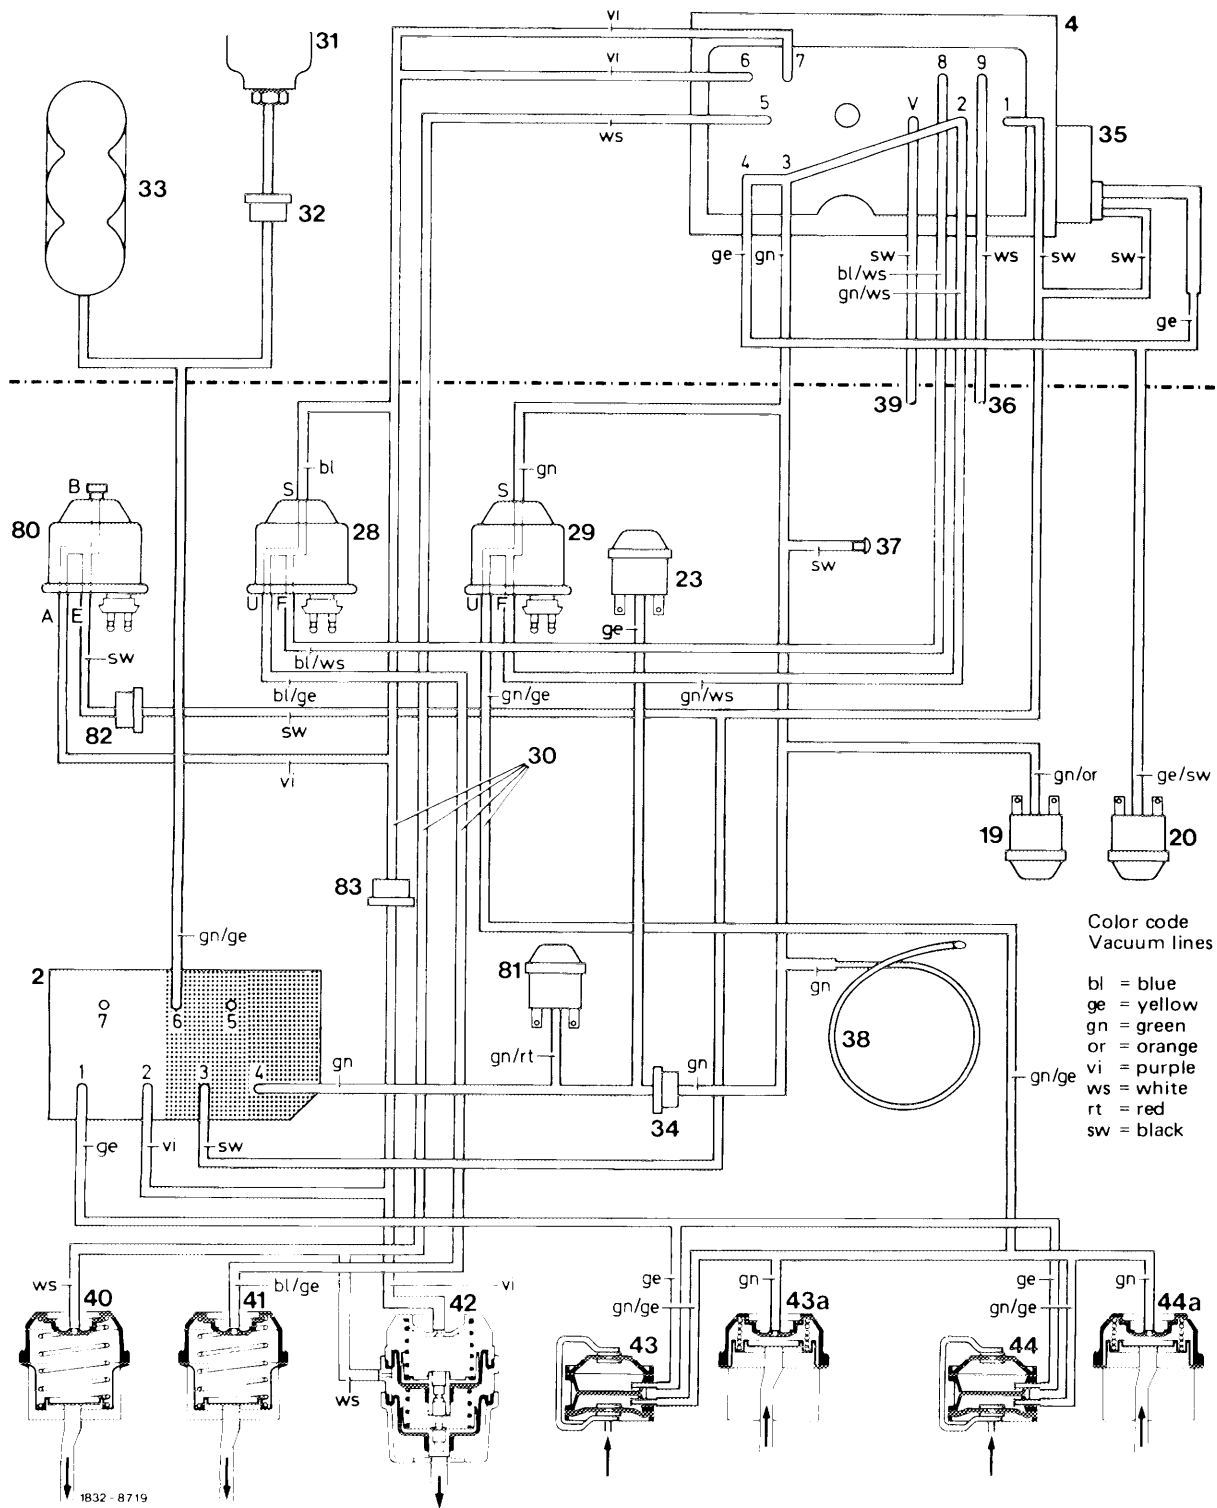 vi
4
31
vi
6
7
8
9
5
V
2
1
ws
35
33
32
4
3
ge
gn
sw
bl/ws
gn/ws
ws
sw
sw
ge
39
36
bl
gn
B
S
S
80
28
29
37
sw
23
A
E
U
F
U
F
ge
sw
bl/ws
bl/ge
gn/ge
gn/ws
82
sw
vi
30
gn/or
ge/sw
19
20
83
gn/ge
Color code
Vacuum lines
2
81
7
6
5
gn
bl = blue
ge = yellow
gn = green
or = orange
vi = purple
ws = white
rt = red
sw = black
38
gn/rt
1
2
3
4
gn
gn
gn/ge
34
ge
vi
sw
ws
40
bl/ge
41
vi
42
ge
gn
gn/ge
43a
ge
gn
gn/ge
44a
43
44
ws
1832 - 8719